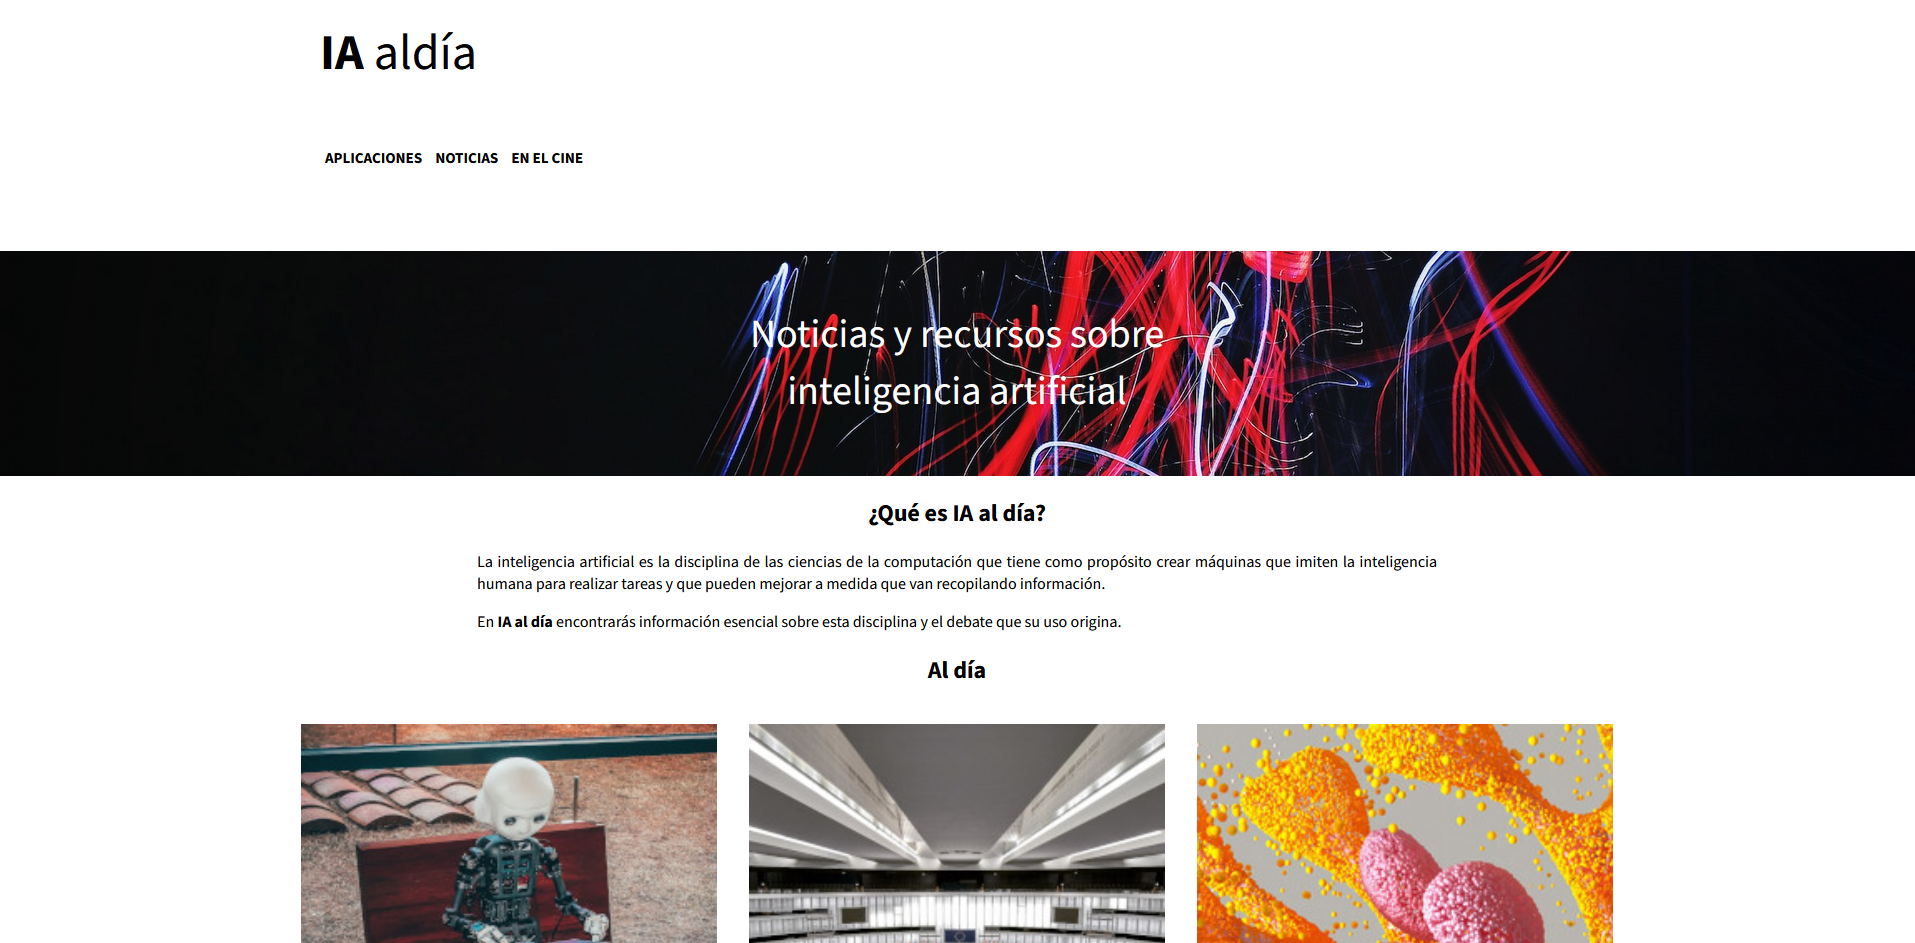 IA aldía
APLICACIONES NOTICIAS EN EL CINE
Noticias y recursos sobre
inteligencia artificial
¿Qué es IA al día?
La inteligencia artificial es la disciplina de las ciencias de la computación que tiene como propósito crear máquinas que imiten la inteligencia
humana para realizar tareas y que pueden mejorar a medida que van recopilando información.
En IA al día encontrarás información esencial sobre esta disciplina y el debate que su uso origina.
Al día